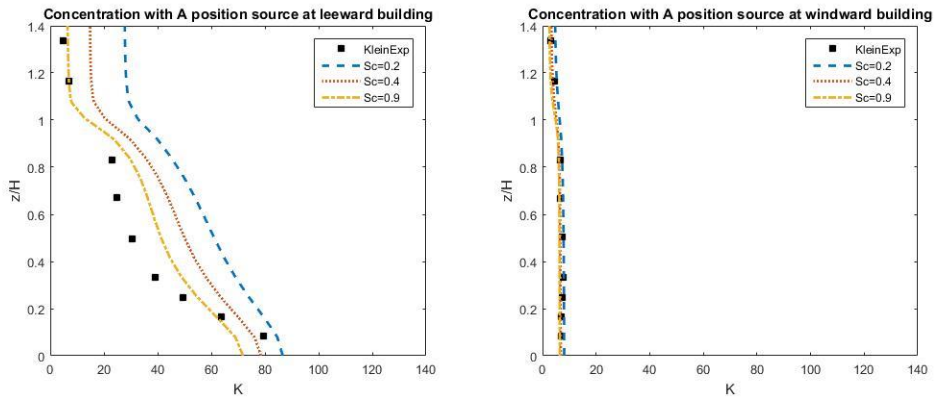 Concentration with A position source at leeward building
1.4
1.2
1
0.8
0.6
0.4
0.2
0
z/H
0 20 40 60 80 100 120 140
K
KleinExp
Sc=0.2
Sc=0.4
Sc=0.9
Concentration with A position source at windward building
1.4
1.2
1
0.8
0.6
0.4
0.2
0
z/H
0 20 40 60 80 100 120 140
K
KleinExp
Sc=0.2
Sc=0.4
Sc=0.9